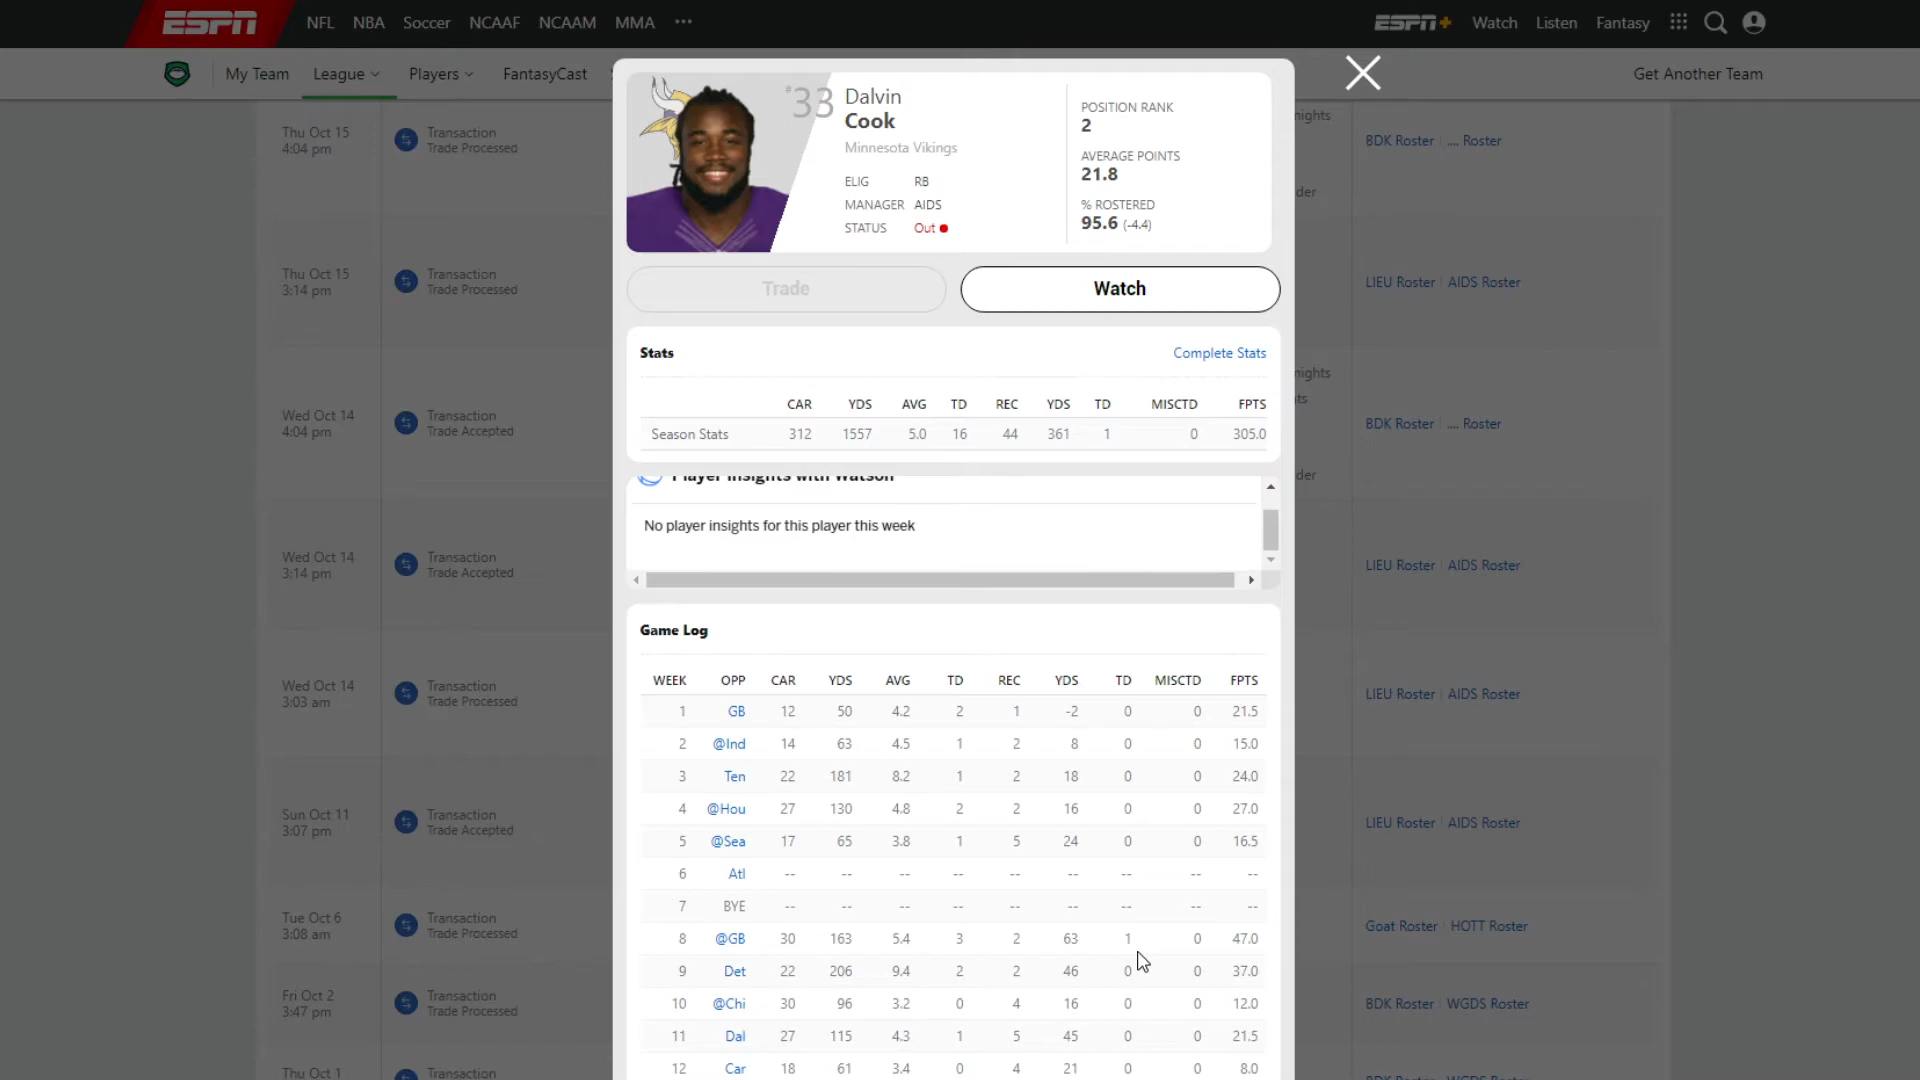 ESPN NFL NBA Soccer NCAAF NCAAM MMA ESPN+ Watch Listen Fantasy
My Team League Players FantasyCast Get Another Team
#33 Dalvin
Cook
Minnesota Vikings
ELIG RB
MANAGER AIDS
STATUS Out
POSITION RANK
2
AVERAGE POINTS
21.8
% ROSTERED
95.6 (-4.4)
Trade Watch
Stats Complete Stats
CAR YDS AVG TD REC YDS TD MISCTD FPTS
Season Stats 312 1557 5.0 16 44 361 1 0 305.0
Player Insights with Watson
No player insights for this player this week
Game Log
WEEK OPP CAR YDS AVG TD REC YDS TD MISCTD FPTS
1 GB 12 50 4.2 2 1 -2 0 0 21.5
2 @Ind 14 63 4.5 1 2 8 0 0 15.0
3 Ten 22 181 8.2 1 2 18 0 0 24.0
4 @Hou 27 130 4.8 2 2 16 0 0 27.0
5 @Sea 17 65 3.8 1 5 24 0 0 16.5
6 Atl -- -- -- -- -- -- -- -- --
7 BYE -- -- -- -- -- -- -- -- --
8 @GB 30 163 5.4 3 2 63 1 0 47.0
9 Det 22 206 9.4 2 2 46 0 0 37.0
10 @Chi 30 96 3.2 0 4 16 0 0 12.0
11 Dal 27 115 4.3 1 5 45 0 0 21.5
12 Car 18 61 3.4 0 4 21 0 0 8.0
Thu Oct 15
4:04 pm
Transaction
Trade Processed
BDK Roster .... Roster
Thu Oct 15
3:14 pm
Transaction
Trade Processed
LIEU Roster AIDS Roster
Wed Oct 14
4:04 pm
Transaction
Trade Accepted
BDK Roster .... Roster
Wed Oct 14
3:14 pm
Transaction
Trade Accepted
LIEU Roster AIDS Roster
Wed Oct 14
3:03 am
Transaction
Trade Processed
LIEU Roster AIDS Roster
Sun Oct 11
3:07 pm
Transaction
Trade Accepted
LIEU Roster AIDS Roster
Tue Oct 6
3:08 am
Transaction
Trade Processed
Goat Roster HOTT Roster
Fri Oct 2
3:47 pm
Transaction
Trade Processed
BDK Roster WGDS Roster
Thu Oct 1
Transaction
BDK Roster WGDS Roster